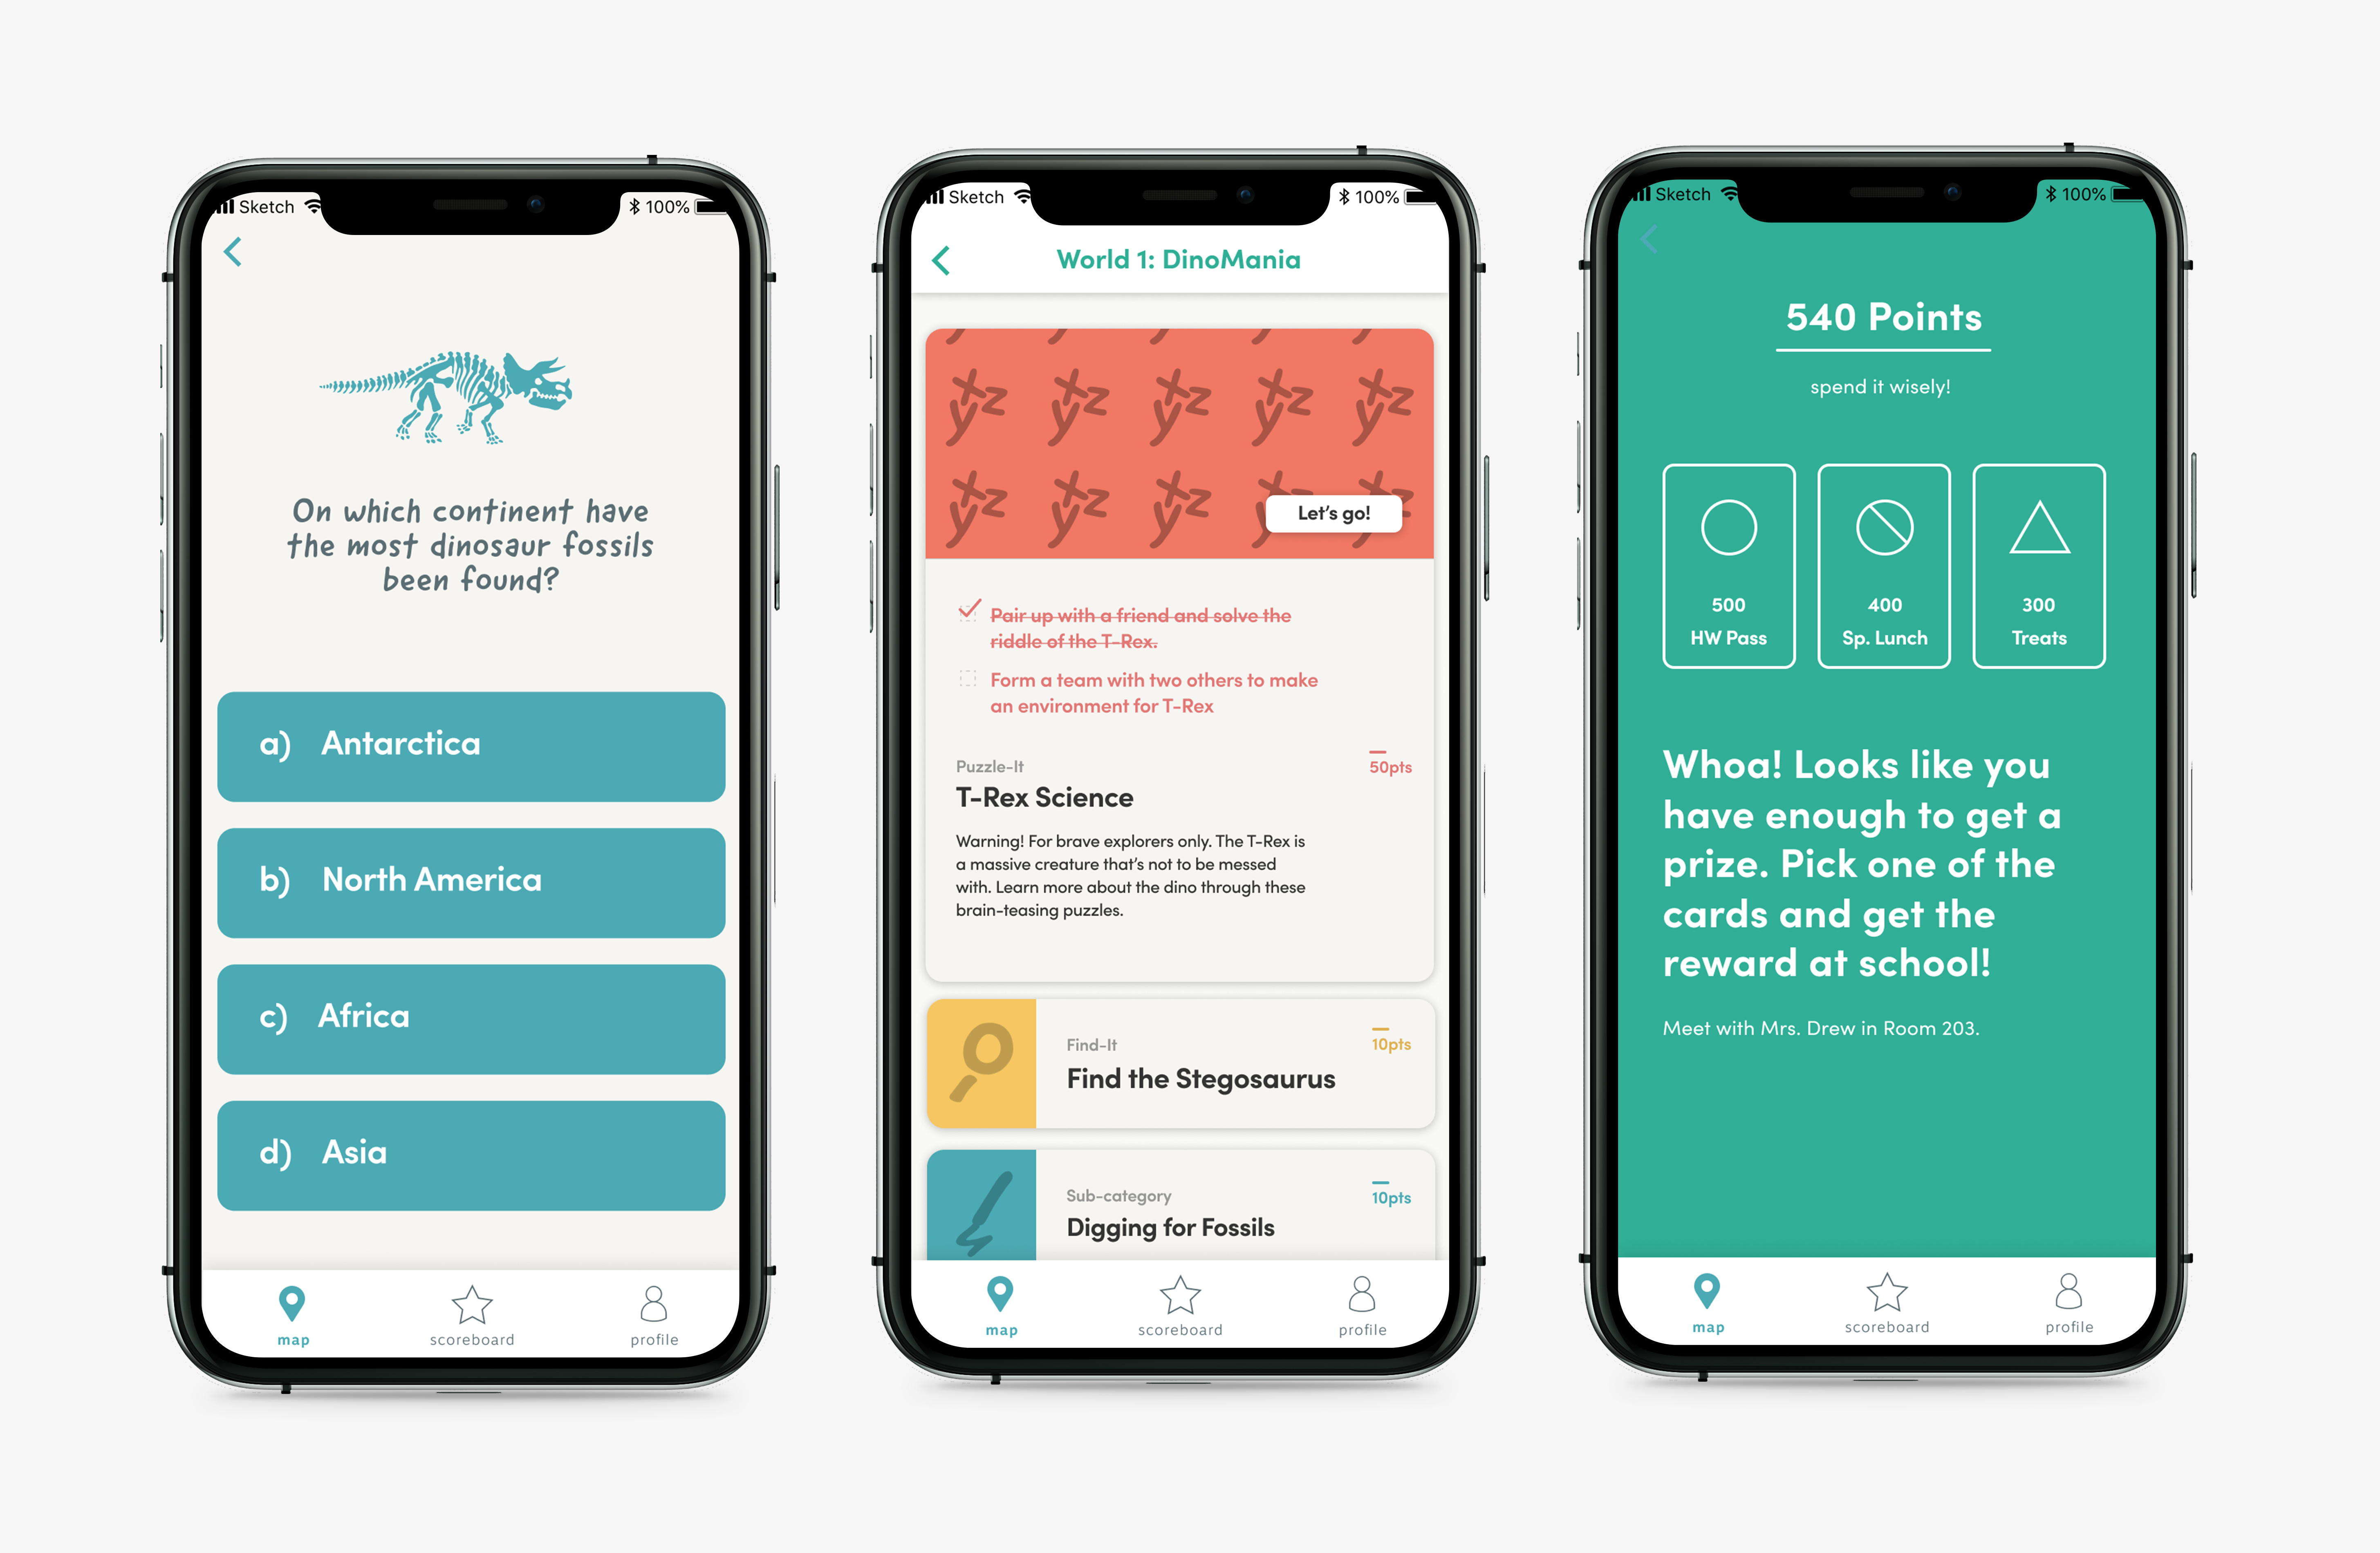 Sketch
100%
On which continent have
the most dinosaur fossils
been found?
a) Antarctica
b) North America
c) Africa
d) Asia
map
scoreboard
profile
Sketch
100%
World 1: DinoMania
x y z x y z x y z x y z x y z
x y z x y z x y z x y z x y z
Let's go!
Pair up with a friend and solve the
riddle of the T-Rex.
Form a team with two others to make
an environment for T-Rex
Puzzle-It
50pts
T-Rex Science
Warning! For brave explorers only. The T-Rex is
a massive creature that's not to be messed
with. Learn more about the dino through these
brain-teasing puzzles.
Find-It
10pts
Find the Stegosaurus
Sub-category
10pts
Digging for Fossils
map
scoreboard
profile
Sketch
100%
540 Points
spend it wisely!
500
HW Pass
400
Sp. Lunch
300
Treats
Whoa! Looks like you
have enough to get a
prize. Pick one of the
cards and get the
reward at school!
Meet with Mrs. Drew in Room 203.
map
scoreboard
profile